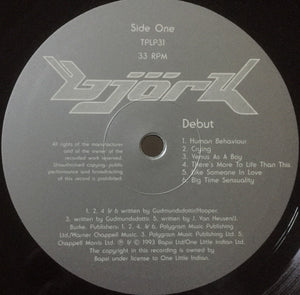 Side One
TPLP31
33 RPM
björk
Debut
All rights of the manufacturer
and of the owner of the
recorded work reserved.
Unauthorised copying; public
performance and broadcasting
of this record is prohibited.
1. Human Behaviour
2. Crying
3. Venus As A Boy
4. There's More To Life Than This
5. Like Someone In Love
6. Big Time Sensuality
1, 2, 4 & 6 written by Gudmundsdottir/Hooper.
3, written by Gudmundsdottir. 5, written by J. Van Heusen/J.
Burke. Publishers: 1, 2, 4 & 6, Polygram Music Publishing
Ltd./Warner Chappell Music. 3, Polygram Music Publishing Ltd. 5,
Chappell Morris Ltd. ℗ & © 1993 Bapsi Ltd/One Little Indian Ltd.
The copyright in this recording is owned by
Bapsi under license to One Little Indian.